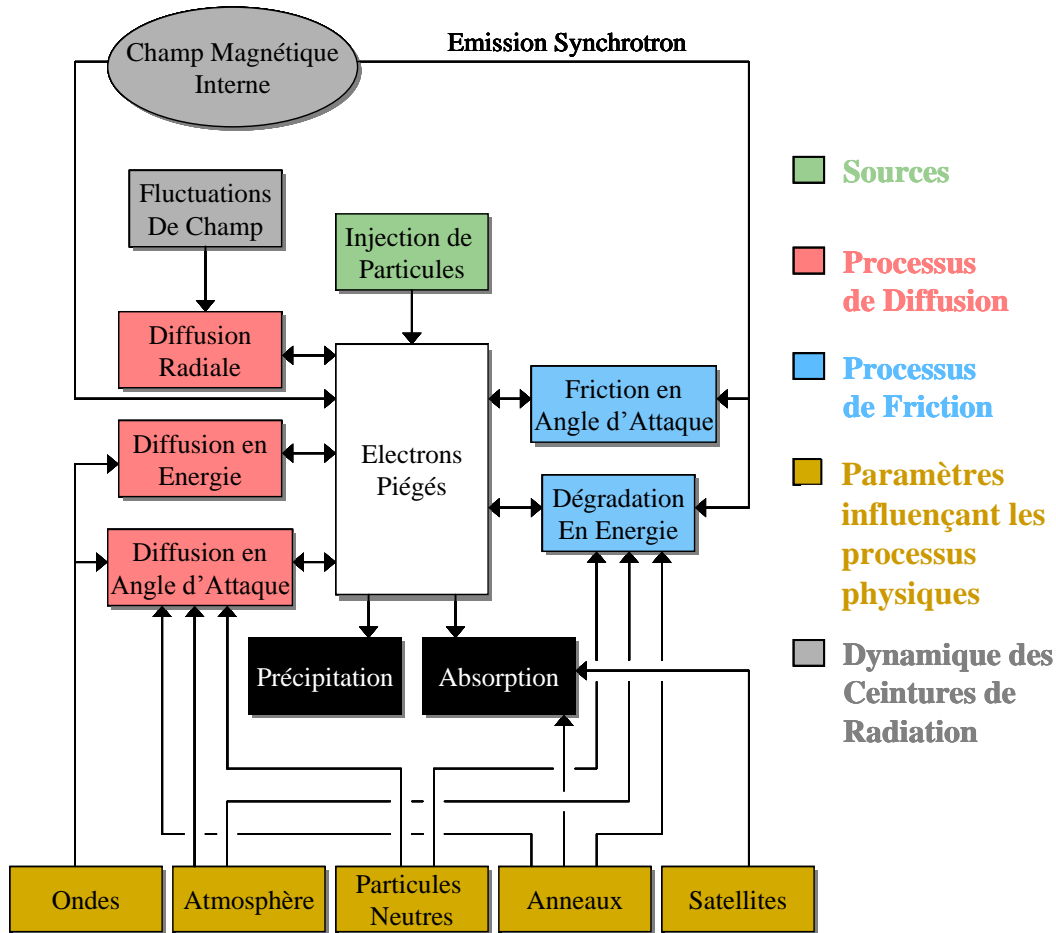 Champ Magnétique
Interne
Emission Synchrotron
Fluctuations
De Champ
Injection de
Particules
Diffusion
Radiale
Friction en
Angle d’Attaque
Diffusion en
Energie
Electrons
Piégés
Dégradation
En Energie
Diffusion en
Angle d’Attaque
Précipitation
Absorption
Ondes
Atmosphère
Particules
Neutres
Anneaux
Satellites
Sources
Processus
de Diffusion
Processus
de Friction
Paramètres
influençant les
processus
physiques
Dynamique des
Ceintures de
Radiation